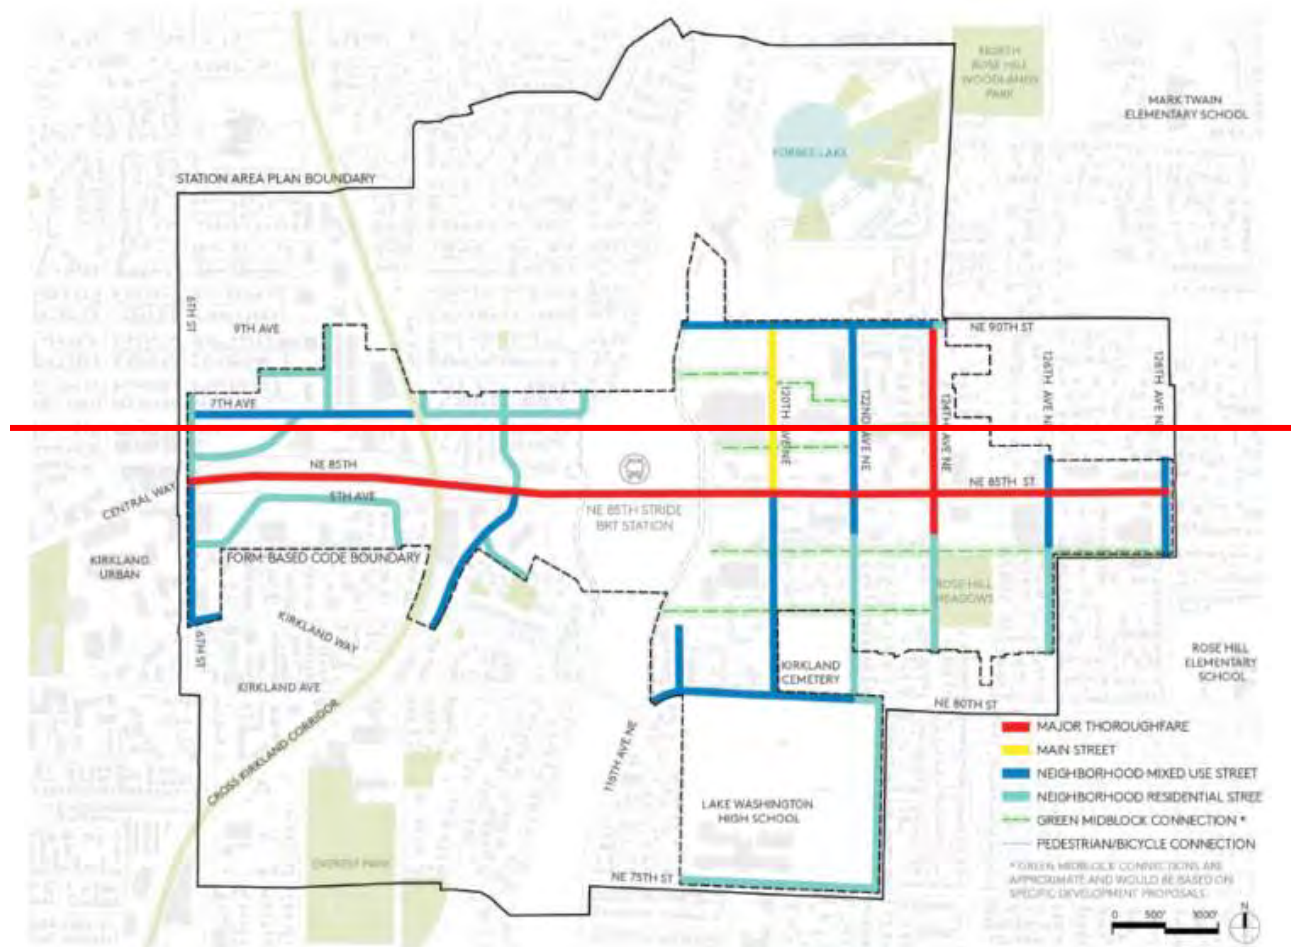 NORTH
ROSE HILL
WOODLANDS
PARK
MARK TWAIN
ELEMENTARY SCHOOL
FORBES LAKE
STATION AREA PLAN BOUNDARY
6TH ST
9TH AVE
NE 90TH ST
7TH AVE
120TH AVE NE
122ND AVE NE
124TH AVE NE
126TH AVE NE
128TH AVE N
NE 85TH
NE 85TH ST
CENTRAL WAY
5TH AVE
NE 85TH STRIDE
BRT STATION
KIRKLAND
URBAN
FORM-BASED CODE BOUNDARY
ROSE HILL
MEADOWS
KIRKLAND WAY
6TH ST
KIRKLAND AVE
KIRKLAND
CEMETERY
ROSE HILL
ELEMENTARY
SCHOOL
NE 80TH ST
CROSS KIRKLAND CORRIDOR
116TH AVE NE
LAKE WASHINGTON
HIGH SCHOOL
EVEREST PARK
NE 75TH ST
MAJOR THOROUGHFARE
MAIN STREET
NEIGHBORHOOD MIXED USE STREET
NEIGHBORHOOD RESIDENTIAL STREE
GREEN MIDBLOCK CONNECTION *
PEDESTRIAN/BICYCLE CONNECTION
* GREEN MIDBLOCK CONNECTIONS ARE
APPROXIMATE AND WOULD BE BASED ON
SPECIFIC DEVELOPMENT PROPOSALS
0 500' 1000'
N